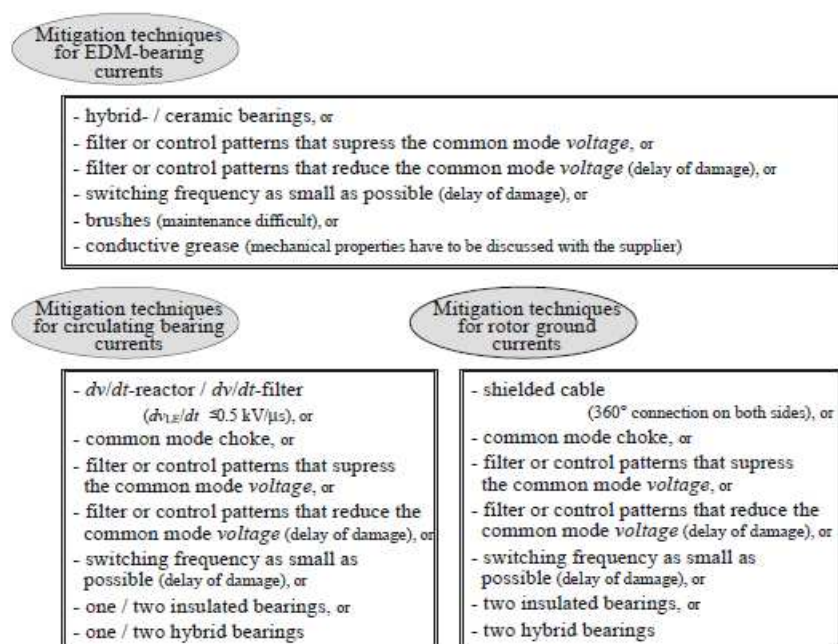 Mitigation techniques
for EDM-bearing
currents
- hybrid- / ceramic bearings, or
- filter or control patterns that supress the common mode voltage, or
- filter or control patterns that reduce the common mode voltage (delay of damage), or
- switching frequency as small as possible (delay of damage), or
- brushes (maintenance difficult), or
- conductive grease (mechanical properties have to be discussed with the supplier)
Mitigation techniques
for circulating bearing
currents
- dv/dt-reactor / dv/dt-filter
(dvLE/dt ≤0.5 kV/µs), or
- common mode choke, or
- filter or control patterns that supress
the common mode voltage, or
- filter or control patterns that reduce the
common mode voltage (delay of damage), or
- switching frequency as small as
possible (delay of damage), or
- one / two insulated bearings, or
- one / two hybrid bearings
Mitigation techniques
for rotor ground
currents
- shielded cable
(360° connection on both sides), or
- common mode choke, or
- filter or control patterns that supress
the common mode voltage, or
- filter or control patterns that reduce the
common mode voltage (delay of damage), or
- switching frequency as small as
possible (delay of damage), or
- two insulated bearings, or
- two hybrid bearings